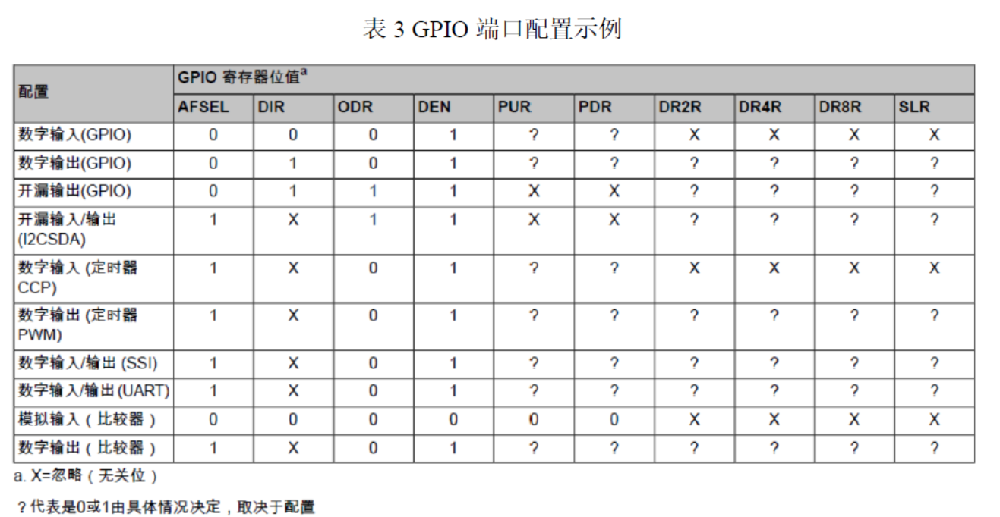 表 3 GPIO 端口配置示例
配置 GPIO 寄存器位值a
AFSEL DIR ODR DEN PUR PDR DR2R DR4R DR8R SLR
数字输入(GPIO) 0 0 0 1 ? ? X X X X
数字输出(GPIO) 0 1 0 1 ? ? ? ? ? ?
开漏输出(GPIO) 0 1 1 1 X X ? ? ? ?
开漏输入/输出 1 X 1 1 X X ? ? ? ?
(I2CSDA)
数字输入 (定时器 1 X 0 1 ? ? X X X X
CCP)
数字输出 (定时器 1 X 0 1 ? ? ? ? ? ?
PWM)
数字输入/输出 (SSI) 1 X 0 1 ? ? ? ? ? ?
数字输入/输出(UART) 1 X 0 1 ? ? ? ? ? ?
模拟输入（比较器） 0 0 0 0 0 0 X X X X
数字输出（比较器） 1 X 0 1 ? ? ? ? ? ?
a. X=忽略（无关位）
？代表是0或1由具体情况决定，取决于配置